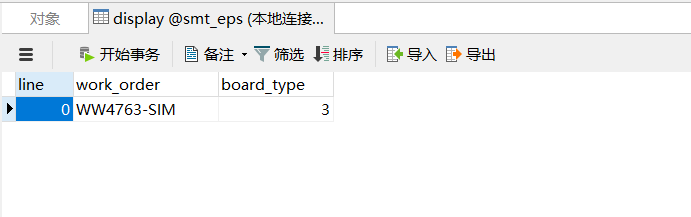 对象 display @smt_eps (本地连接...
开始事务 备注 筛选 排序 导入 导出
line work_order board_type
0 WW4763-SIM 3